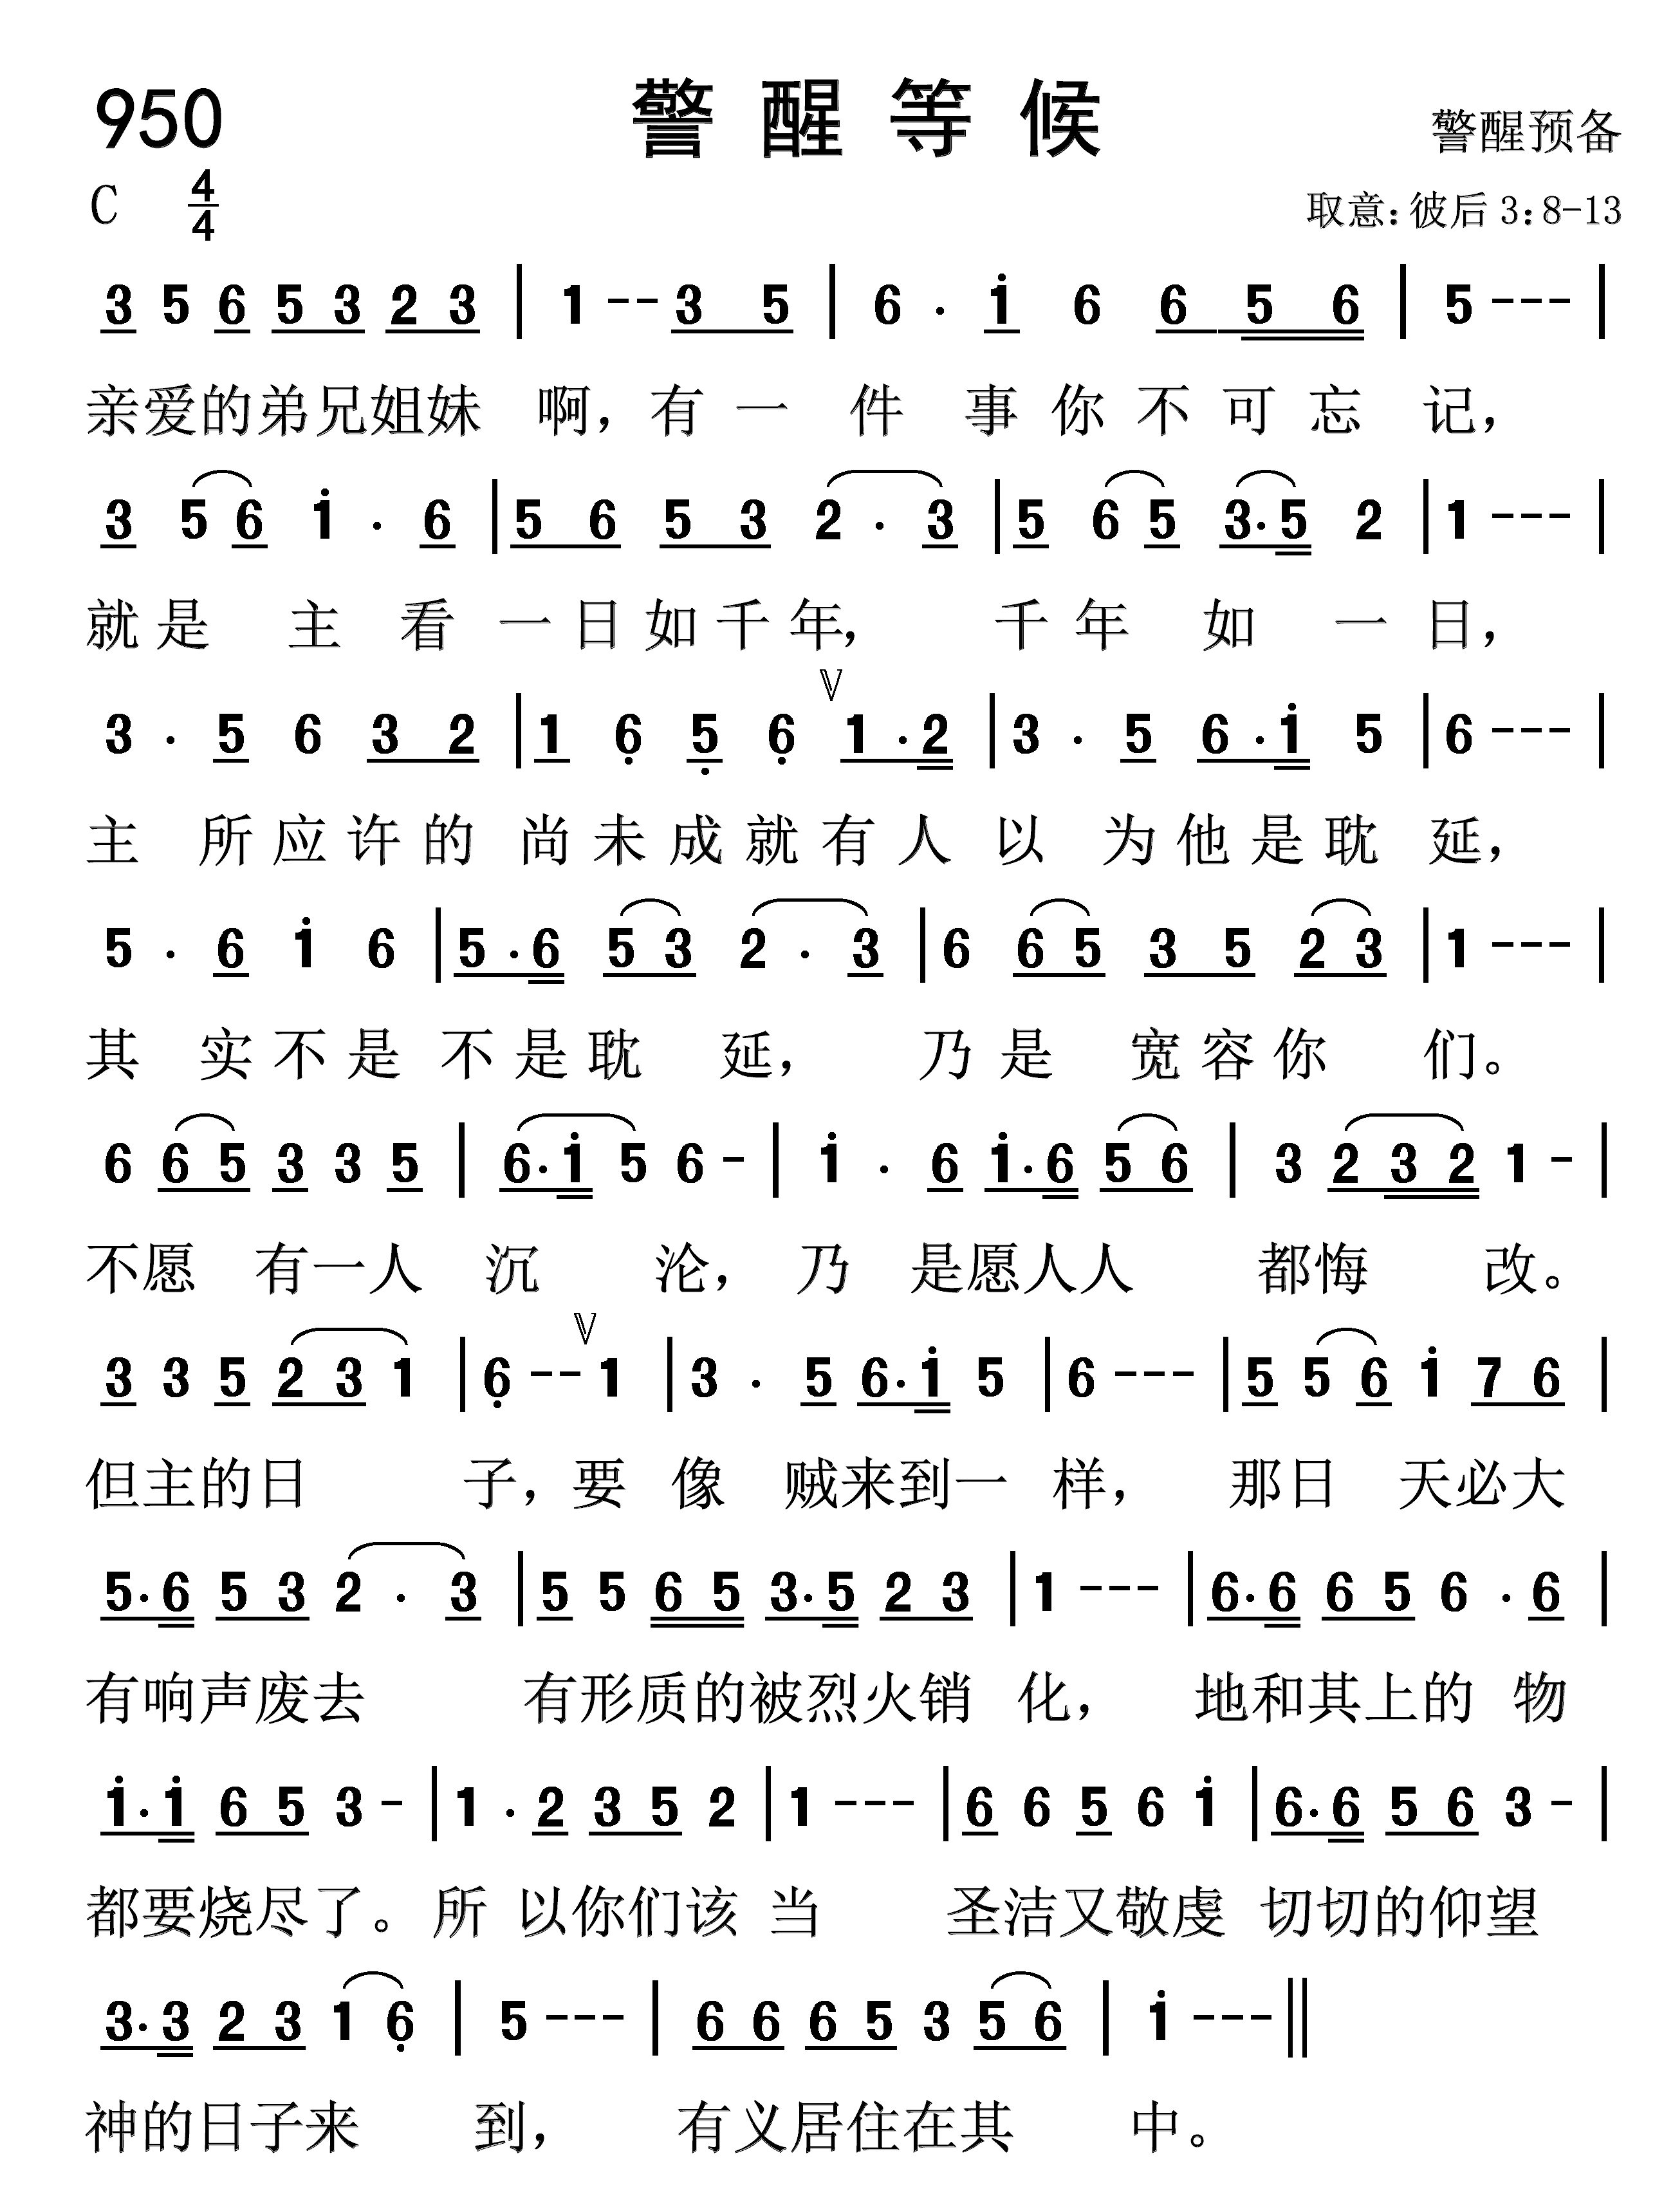 950 警醒等候 警醒预备
C 4/4 取意：彼后 3：8-13
3 5 6 5 3 2 3 | 1 - - 3 5 | 6 · i 6 6 5 6 | 5 - - - |
亲爱的弟兄姐妹 啊，有一件事你不可忘记，
3 5 6 i · 6 | 5 6 5 3 2 · 3 | 5 6 5 3· 5 2 | 1 - - - |
就是主看一日如千年，千年如一日，
V
3 · 5 6 3 2 | 1 6 5 6 1 · 2 | 3 · 5 6 · i 5 | 6 - - - |
主所应许的尚未成就有人以为他是耽延，
5 · 6 i 6 | 5 · 6 5 3 2 · 3 | 6 6 5 3 5 2 3 | 1 - - - |
其实不是不是耽延，乃是宽容你们。
6 6 5 3 3 5 | 6· i 5 6 - | i · 6 i· 6 5 6 | 3 2 3 2 1 - |
不愿有一人沉沦，乃是愿人人都悔改。
V
3 3 5 2 3 1 | 6 - - 1 | 3 · 5 6· i 5 | 6 - - - | 5 5 6 i 7 6 |
但主的日子，要像贼来到一样，那日天必大
5· 6 5 3 2 · 3 | 5 5 6 5 3· 5 2 3 | 1 - - - | 6· 6 6 5 6 · 6 |
有响声废去 有形质的被烈火销化，地和其上的物
i· i 6 5 3 - | 1 · 2 3 5 2 | 1 - - - | 6 6 5 6 i | 6· 6 5 6 3 - |
都要烧尽了。所以你们该当 圣洁又敬虔 切切的仰望
3· 3 2 3 1 6 | 5 - - - | 6 6 6 5 3 5 6 | i - - - ||
神的日子来到，有义居住在其中。